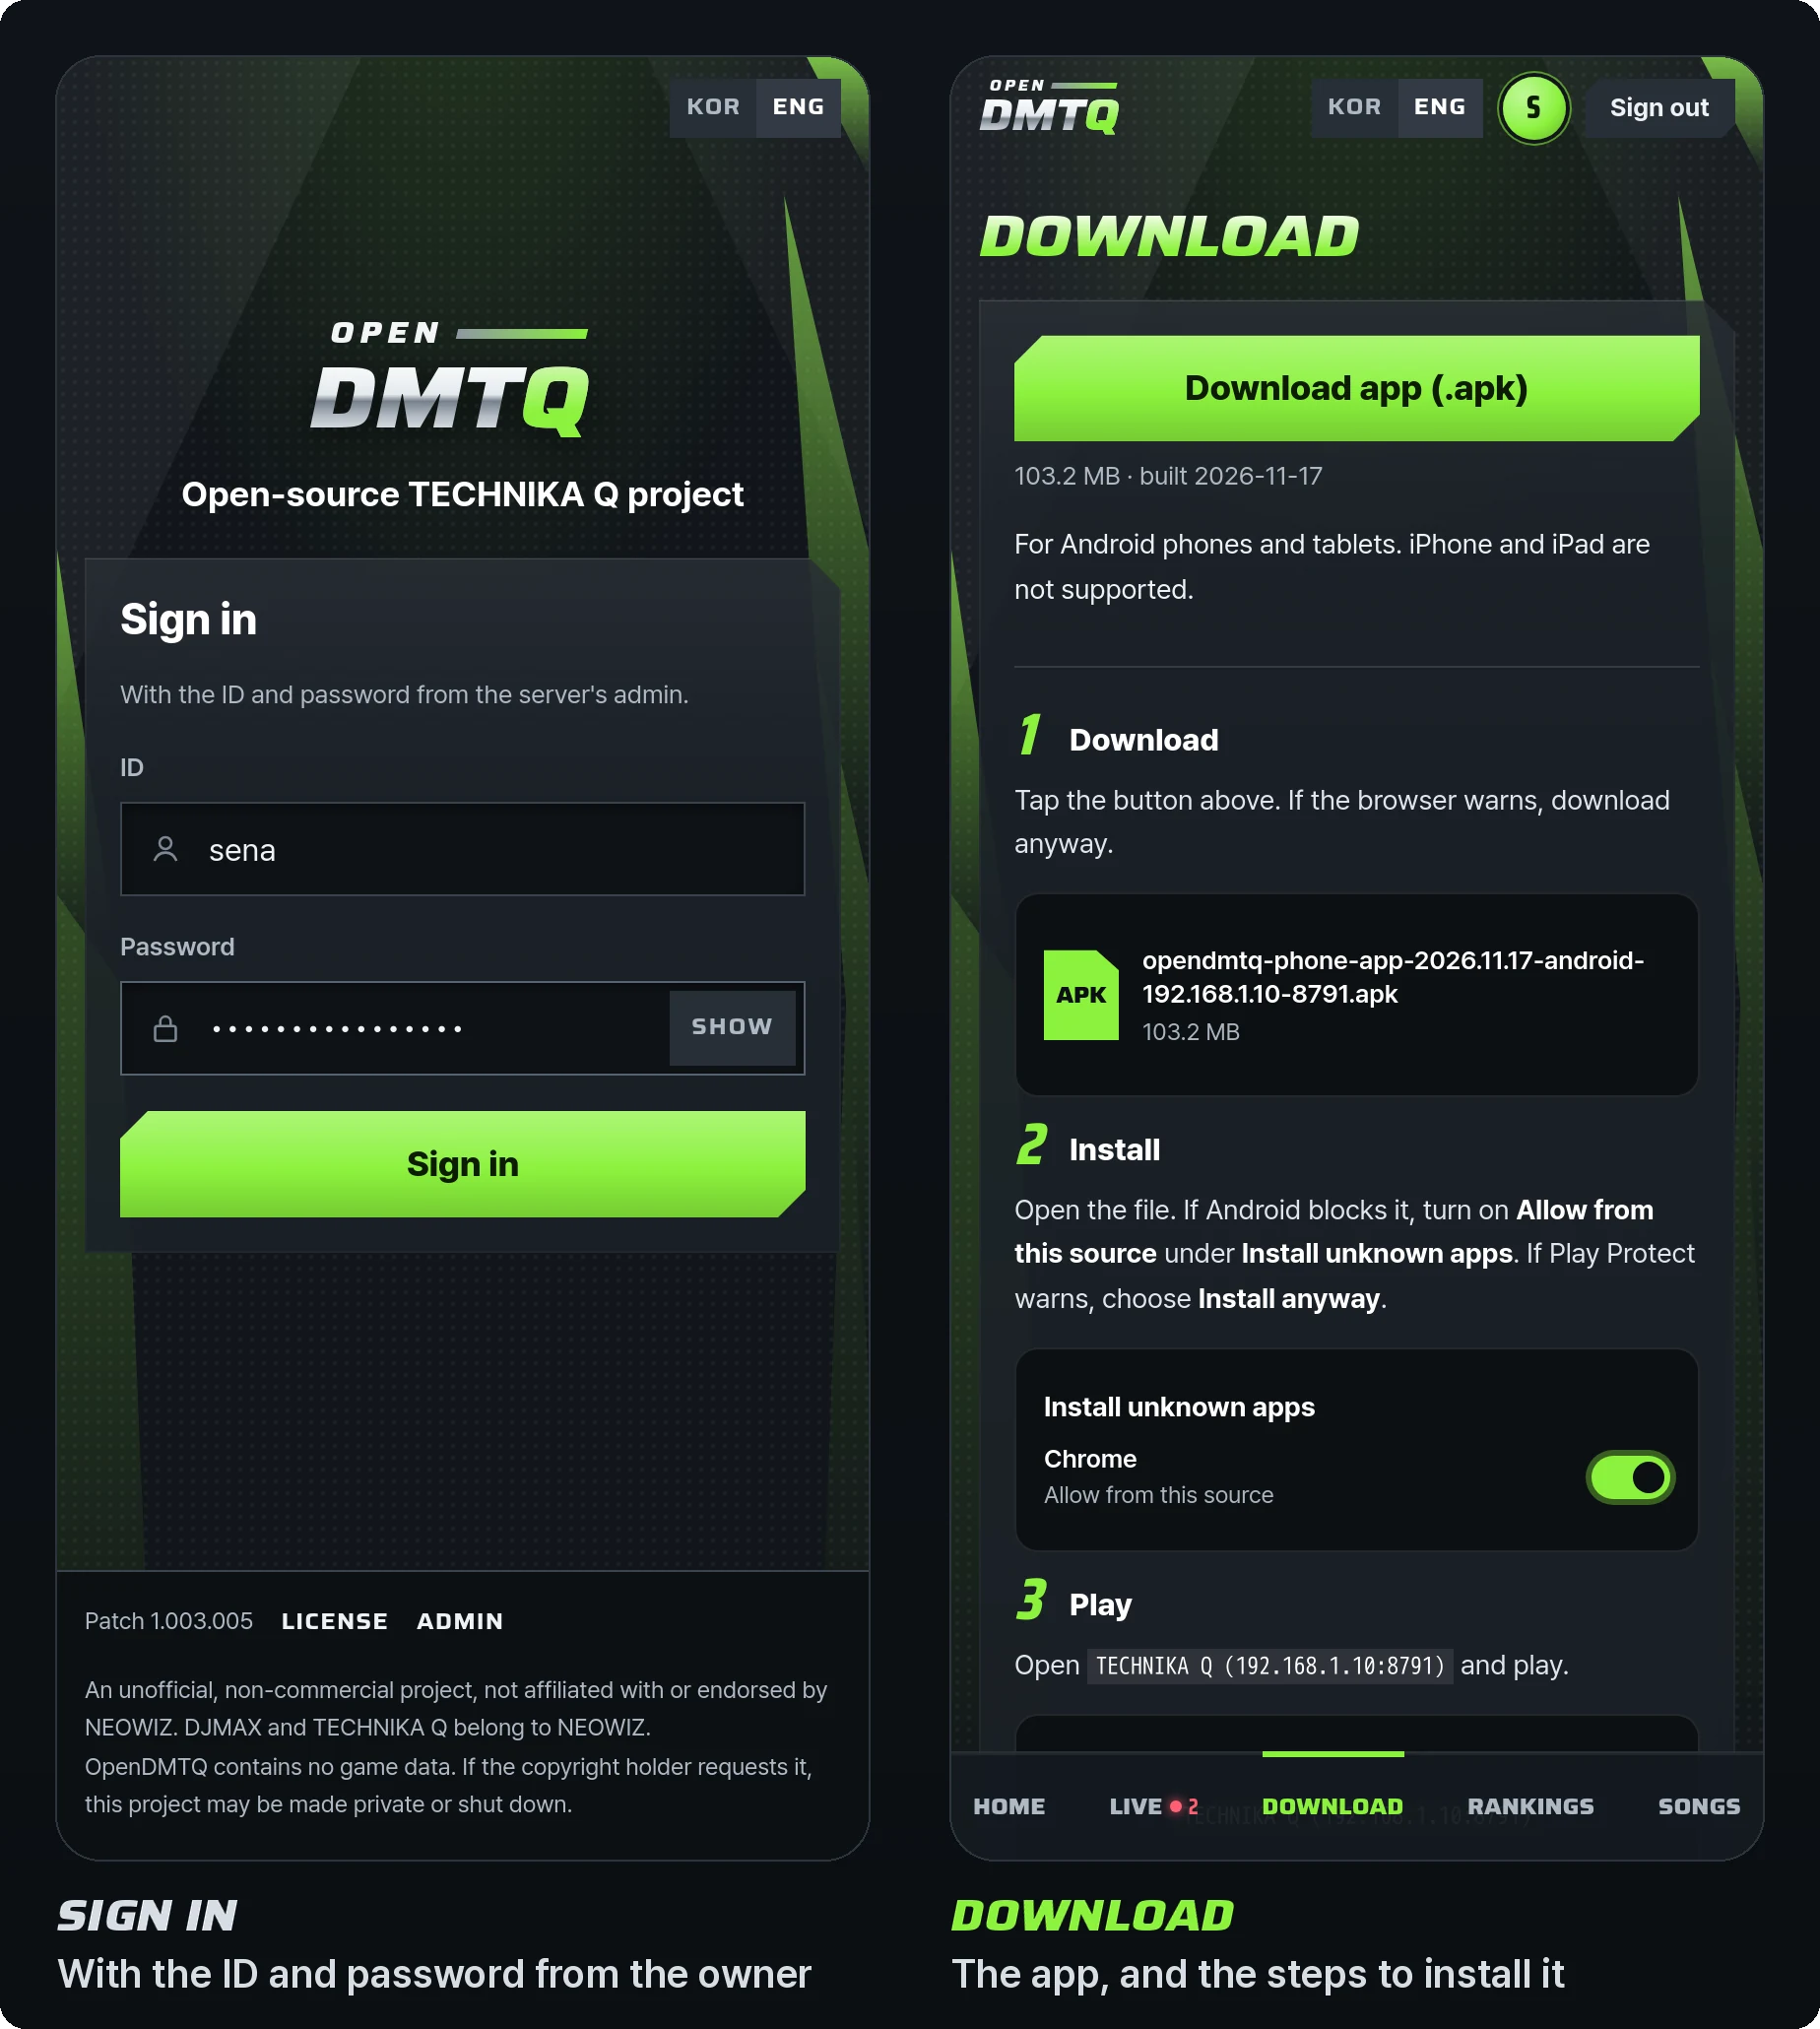 KOR ENG
OPEN
DMTQ
Open-source TECHNIKA Q project
Sign in
With the ID and password from the server's admin.
ID
sena
Password
SHOW
Sign in
Patch 1.003.005 LICENSE ADMIN
An unofficial, non-commercial project, not affiliated with or endorsed by
NEOWIZ. DJMAX and TECHNIKA Q belong to NEOWIZ.
OpenDMTQ contains no game data. If the copyright holder requests it,
this project may be made private or shut down.
SIGN IN
With the ID and password from the owner
OPEN
DMTQ
KOR ENG S Sign out
DOWNLOAD
Download app (.apk)
103.2 MB · built 2026-11-17
For Android phones and tablets. iPhone and iPad are
not supported.
1 Download
Tap the button above. If the browser warns, download
anyway.
APK
opendmtq-phone-app-2026.11.17-android-
192.168.1.10-8791.apk
103.2 MB
2 Install
Open the file. If Android blocks it, turn on Allow from
this source under Install unknown apps. If Play Protect
warns, choose Install anyway.
Install unknown apps
Chrome
Allow from this source
3 Play
Open TECHNIKA Q (192.168.1.10:8791) and play.
HOME LIVE 2 DOWNLOAD RANKINGS SONGS
DOWNLOAD
The app, and the steps to install it